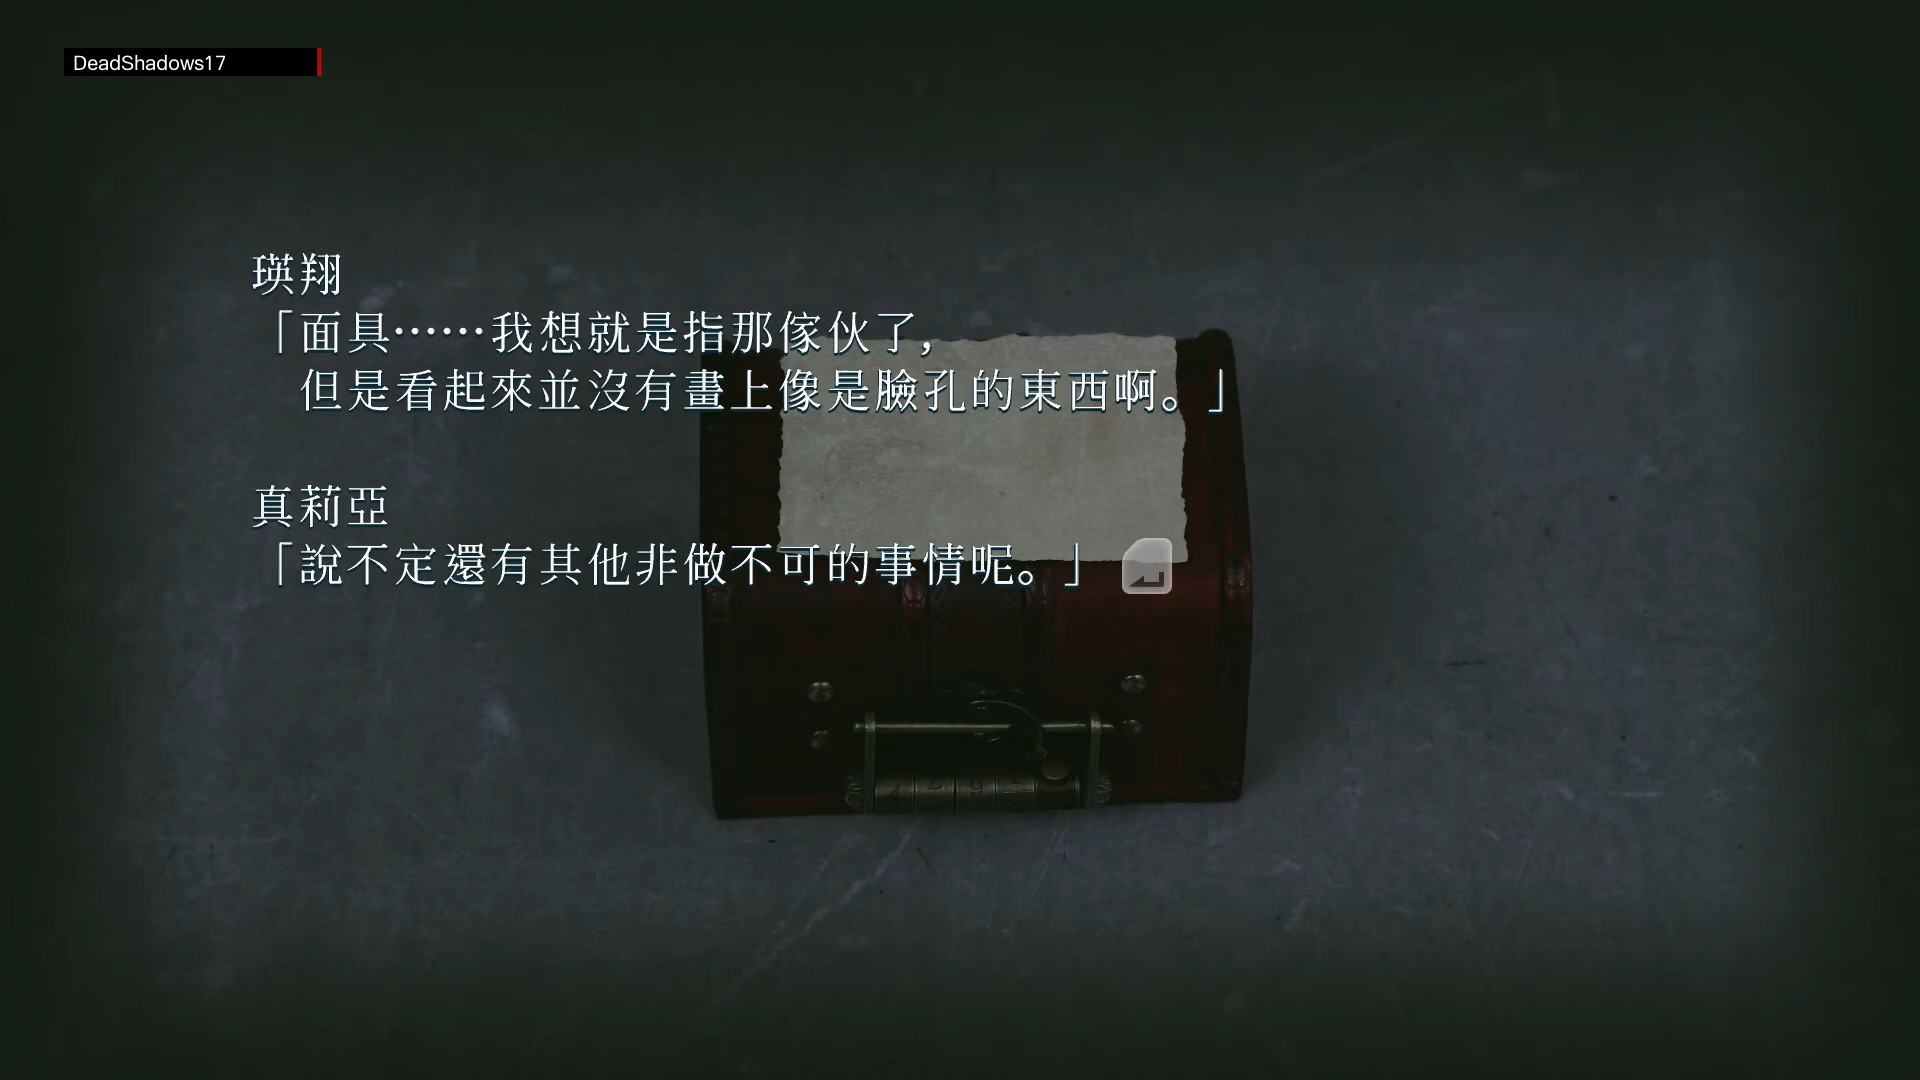 DeadShadows17
瑛翔
「面具⋯⋯我想就是指那傢伙了,
但是看起來並沒有畫上像是臉孔的東西啊。」
真莉亞
「說不定還有其他非做不可的事情呢。」